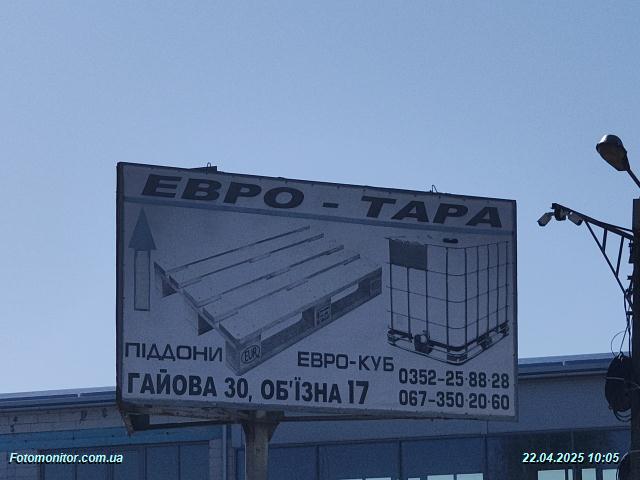 ЕВРО - ТАРА
EUR
ПІДДОНИ
ЕВРО-КУБ
ГАЙОВА 30, ОБ'ЇЗНА 17
0352-25-88-28
067-350-20-60
Fotomonitor.com.ua
22.04.2025 10:05